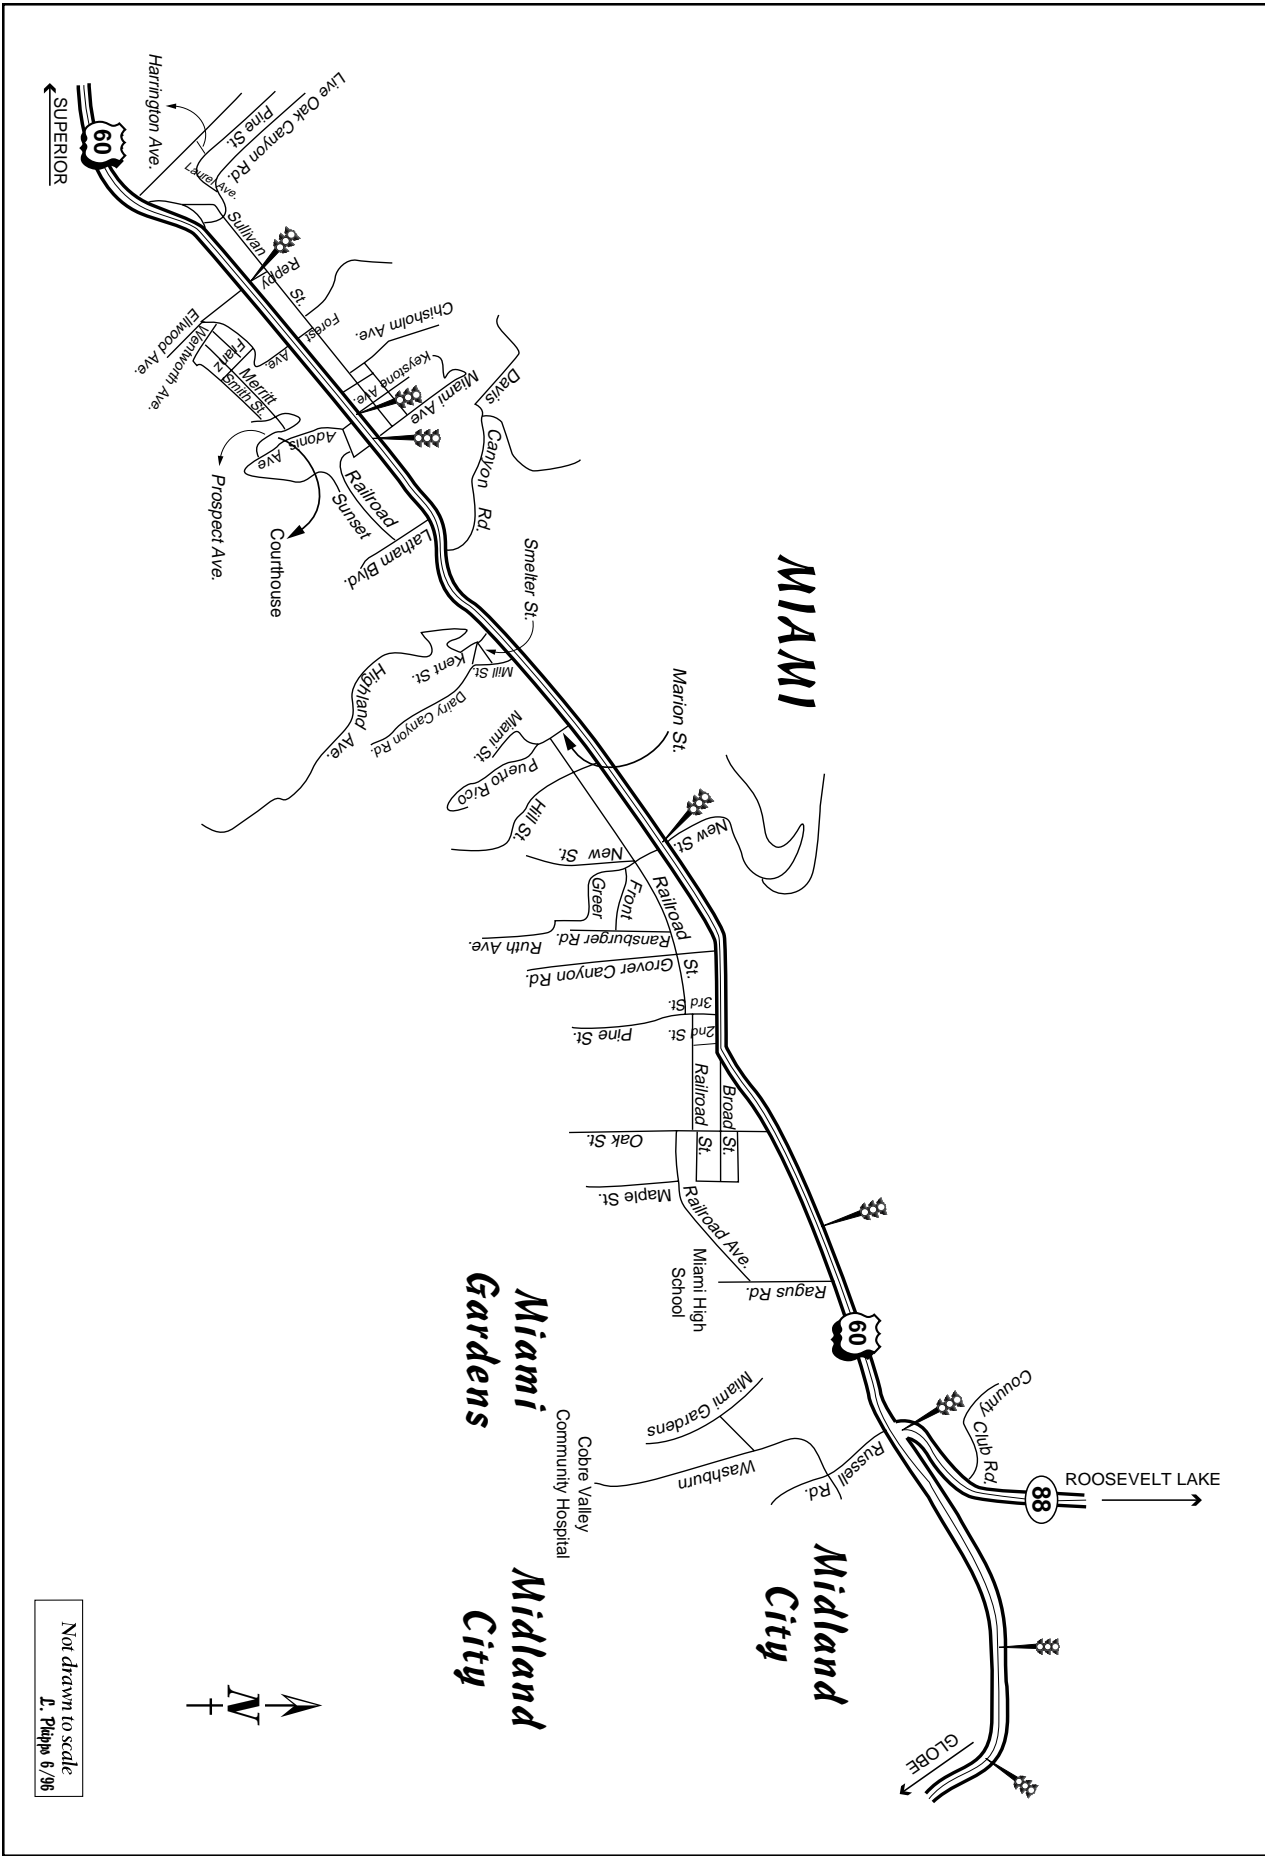 Harrington Ave.
Pine St.
Live Oak Canyon Rd.
Laurel Ave.
SUPERIOR
60
Sullivan
St.
Reppy
Forest
Ave.
Ellwood Ave.
Wentworth Ave.
Franz
Merritt
Smith St.
Chisholm Ave.
Keystone
Ave.
Miami Ave
Davis
Canyon
Rd.
Adonis
Ave
Prospect Ave.
Courthouse
Sunset
Railroad
Latham Blvd.
MIAMI
Smelter St.
Kent St.
Mill St.
Dairy Canyon Rd.
Highland
Ave.
Marion St.
Miami St.
Puerto Rico
Hill St.
New St.
New St.
Railroad
St.
Front
Greer
Ruth Ave.
Ransburger Rd.
Grover Canyon Rd.
3rd St.
2nd St.
Pine St.
Railroad
St.
Broad
St.
Oak St.
Maple St.
Railroad Ave.
Miami High
School
Ragus Rd.
60
Miami
Gardens
Miami Gardens
Washburn
Russell
Rd.
Cobre Valley
Community Hospital
County
Club Rd.
88
ROOSEVELT LAKE
Midland
City
Midland
City
GLOBE
N
Not drawn to scale
L. Phipps 6/96